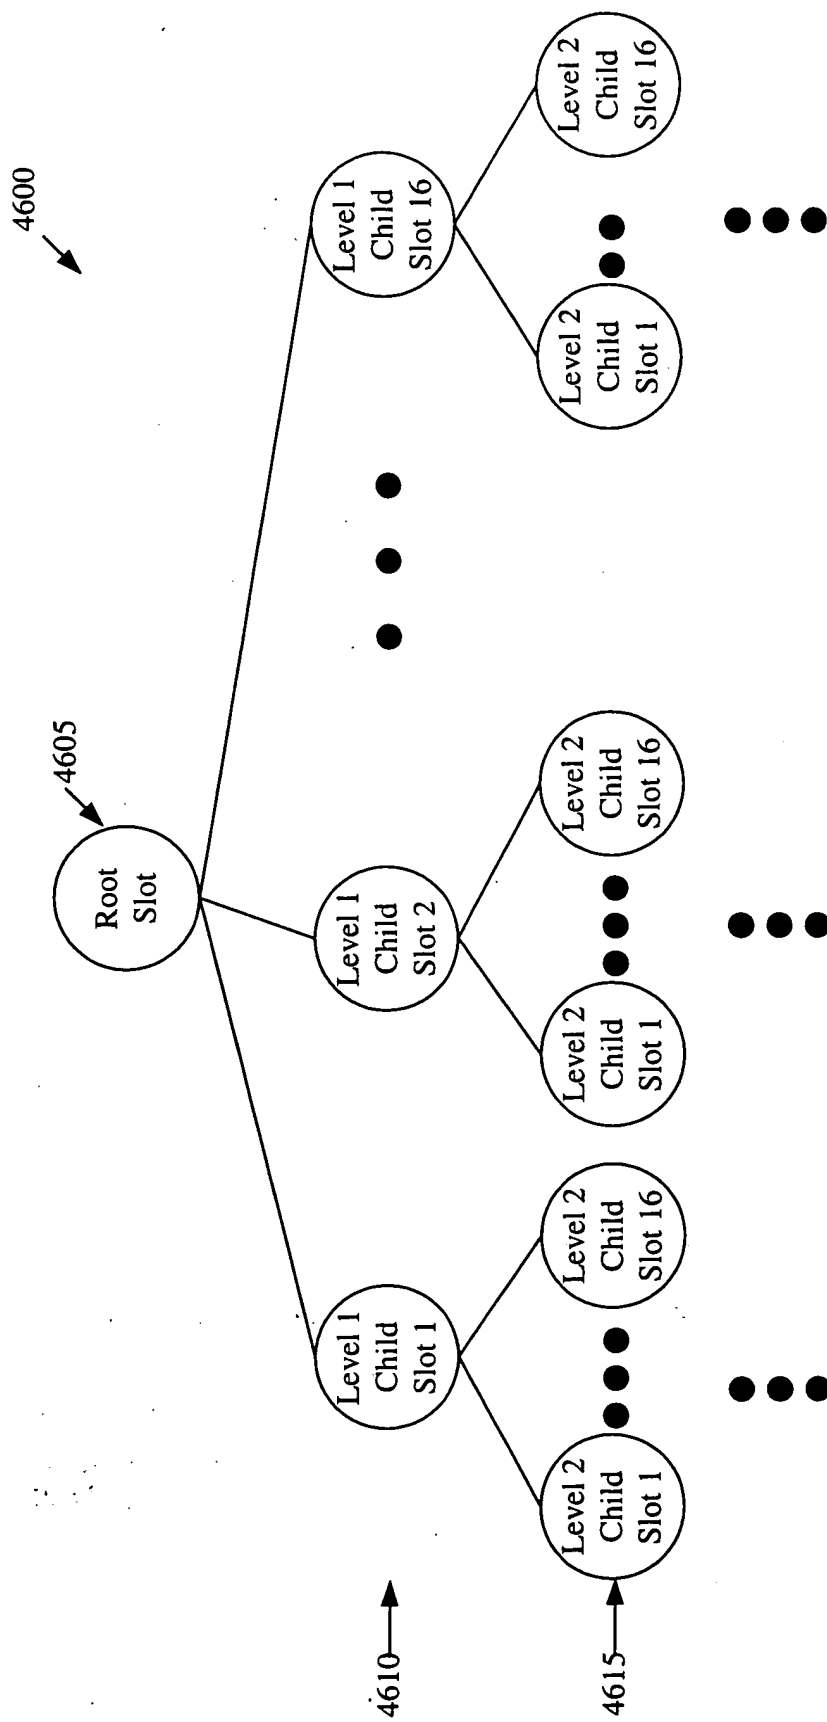 4600
4605
Root
Slot
4610
Level 1
Child
Slot 1
Level 1
Child
Slot 2
Level 1
Child
Slot 16
4615
Level 2
Child
Slot 1
Level 2
Child
Slot 16
Level 2
Child
Slot 1
Level 2
Child
Slot 16
Level 2
Child
Slot 1
Level 2
Child
Slot 16